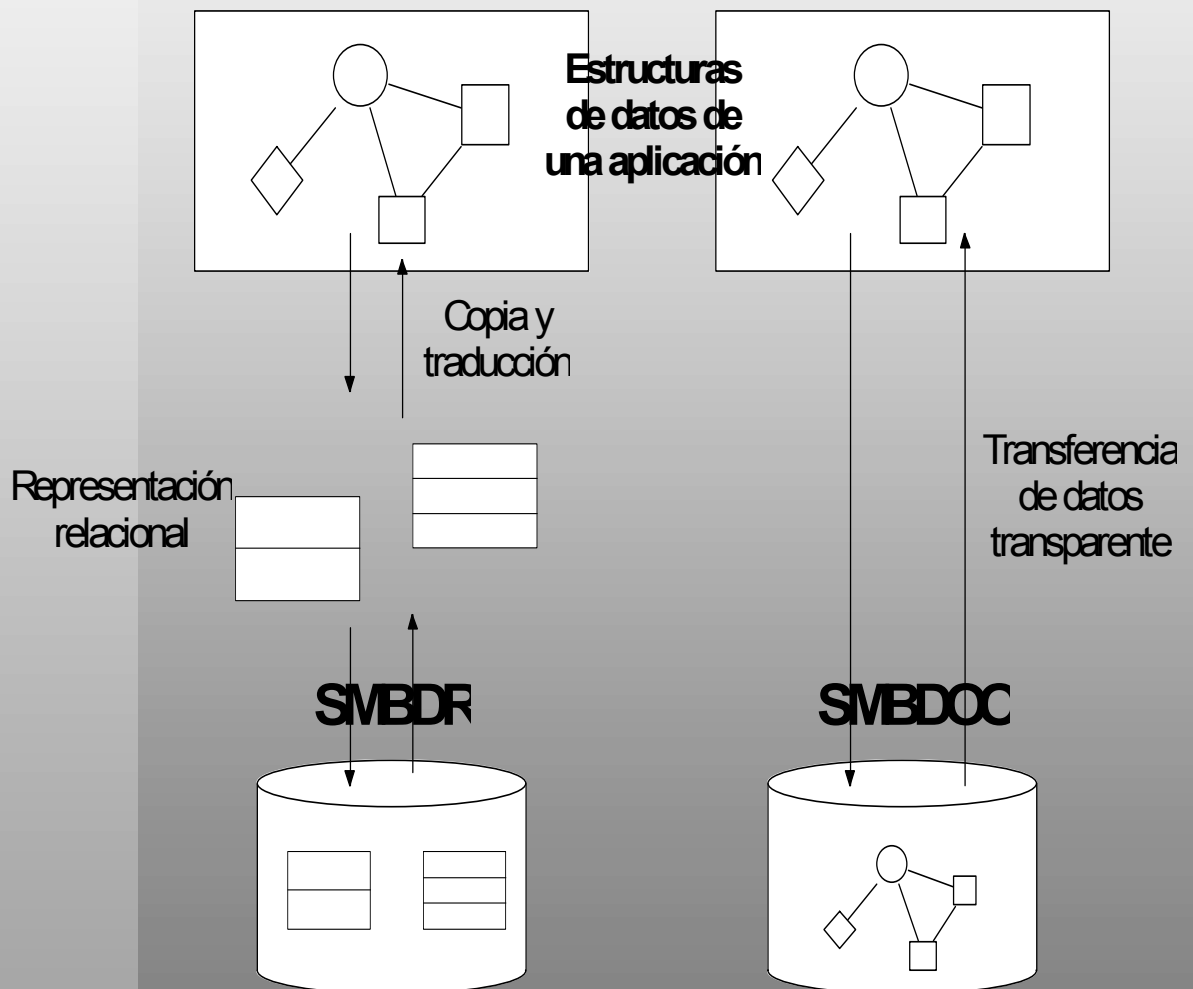 Estructuras
de datos de
una aplicación
Copia y
traducción
Representación
relacional
Transferencia
de datos
transparente
SMBDR
SMBDOO